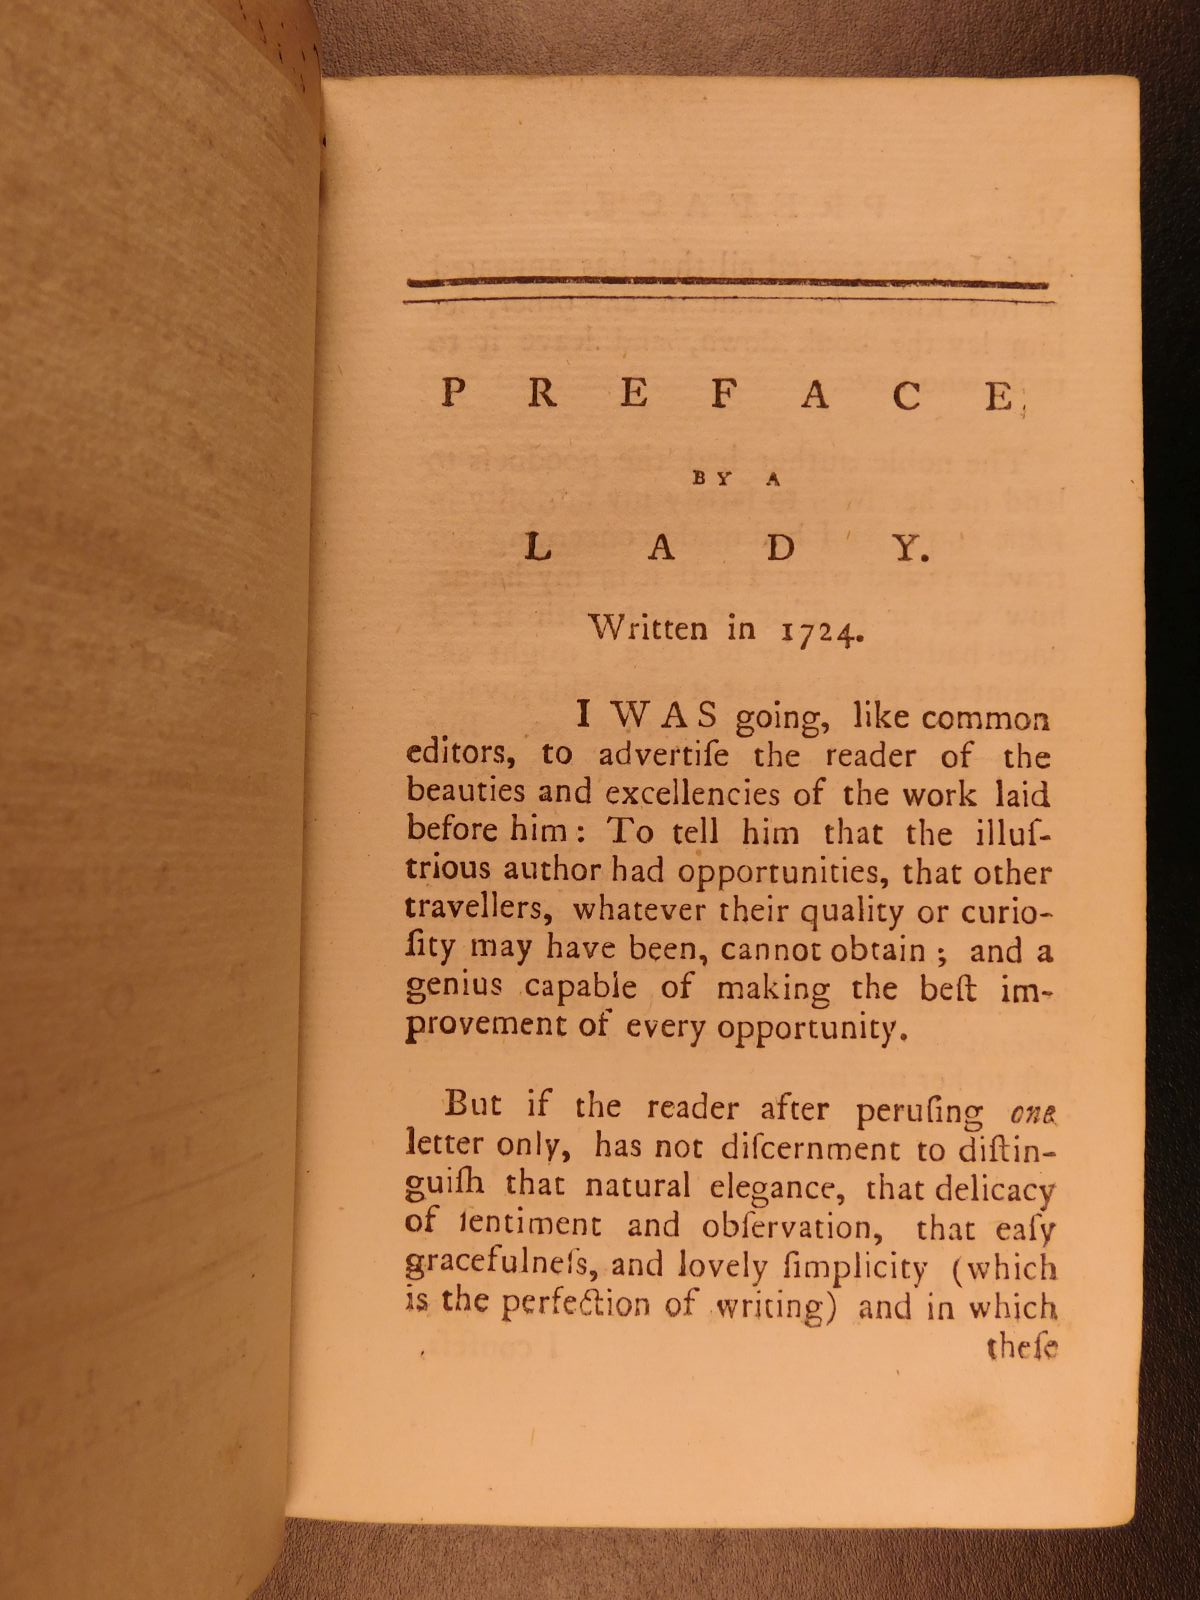 P R E F A C E,
BY A
L A D Y.
Written in 1724.
I WAS going, like common
editors, to advertiſe the reader of the
beauties and excellencies of the work laid
before him: To tell him that the illuſ-
trious author had opportunities, that other
travellers, whatever their quality or curio-
ſity may have been, cannot obtain; and a
genius capable of making the beſt im-
provement of every opportunity.
But if the reader after peruſing one
letter only, has not diſcernment to diſtin-
guiſh that natural elegance, that delicacy
of ſentiment and obſervation, that eaſy
gracefulneſs, and lovely ſimplicity (which
is the perfection of writing) and in which
theſe